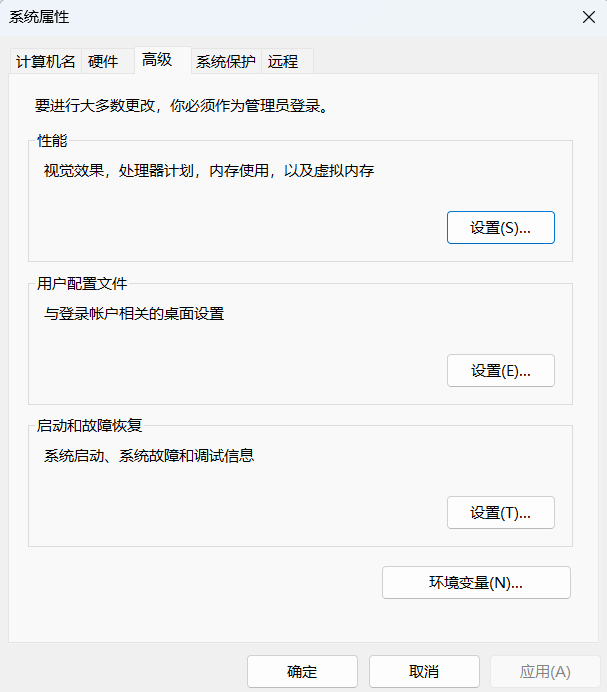 系统属性
计算机名 硬件 高级 系统保护 远程
要进行大多数更改，你必须作为管理员登录。
性能
视觉效果，处理器计划，内存使用，以及虚拟内存
设置(S)...
用户配置文件
与登录帐户相关的桌面设置
设置(E)...
启动和故障恢复
系统启动、系统故障和调试信息
设置(T)...
环境变量(N)...
确定 取消 应用(A)